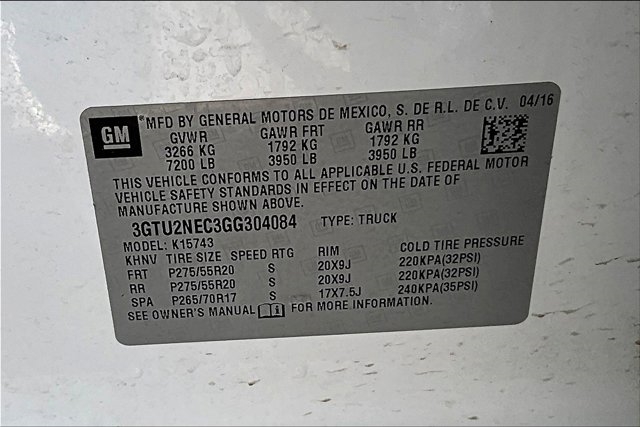 GM ® MFD BY GENERAL MOTORS DE MEXICO, S. DE R.L. DE C.V. 04/16
GVWR GAWR FRT GAWR RR
3266 KG 1792 KG 1792 KG
7200 LB 3950 LB 3950 LB
THIS VEHICLE CONFORMS TO ALL APPLICABLE U.S. FEDERAL MOTOR
VEHICLE SAFETY STANDARDS IN EFFECT ON THE DATE OF
MANUFACTURE SHOWN ABOVE.
3GTU2NEC3GG304084 TYPE: TRUCK
MODEL: K15743
KHNV TIRE SIZE SPEED RTG RIM COLD TIRE PRESSURE
FRT P275/55R20 S 20X9J 220KPA(32PSI)
RR P275/55R20 S 20X9J 220KPA(32PSI)
SPA P265/70R17 S 17X7.5J 240KPA(35PSI)
SEE OWNER'S MANUAL FOR MORE INFORMATION.